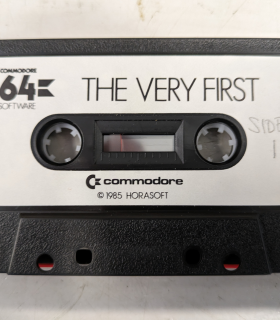 COMMODORE
64
SOFTWARE
THE VERY FIRST
SIDE
1
commodore
© 1985 HORASOFT